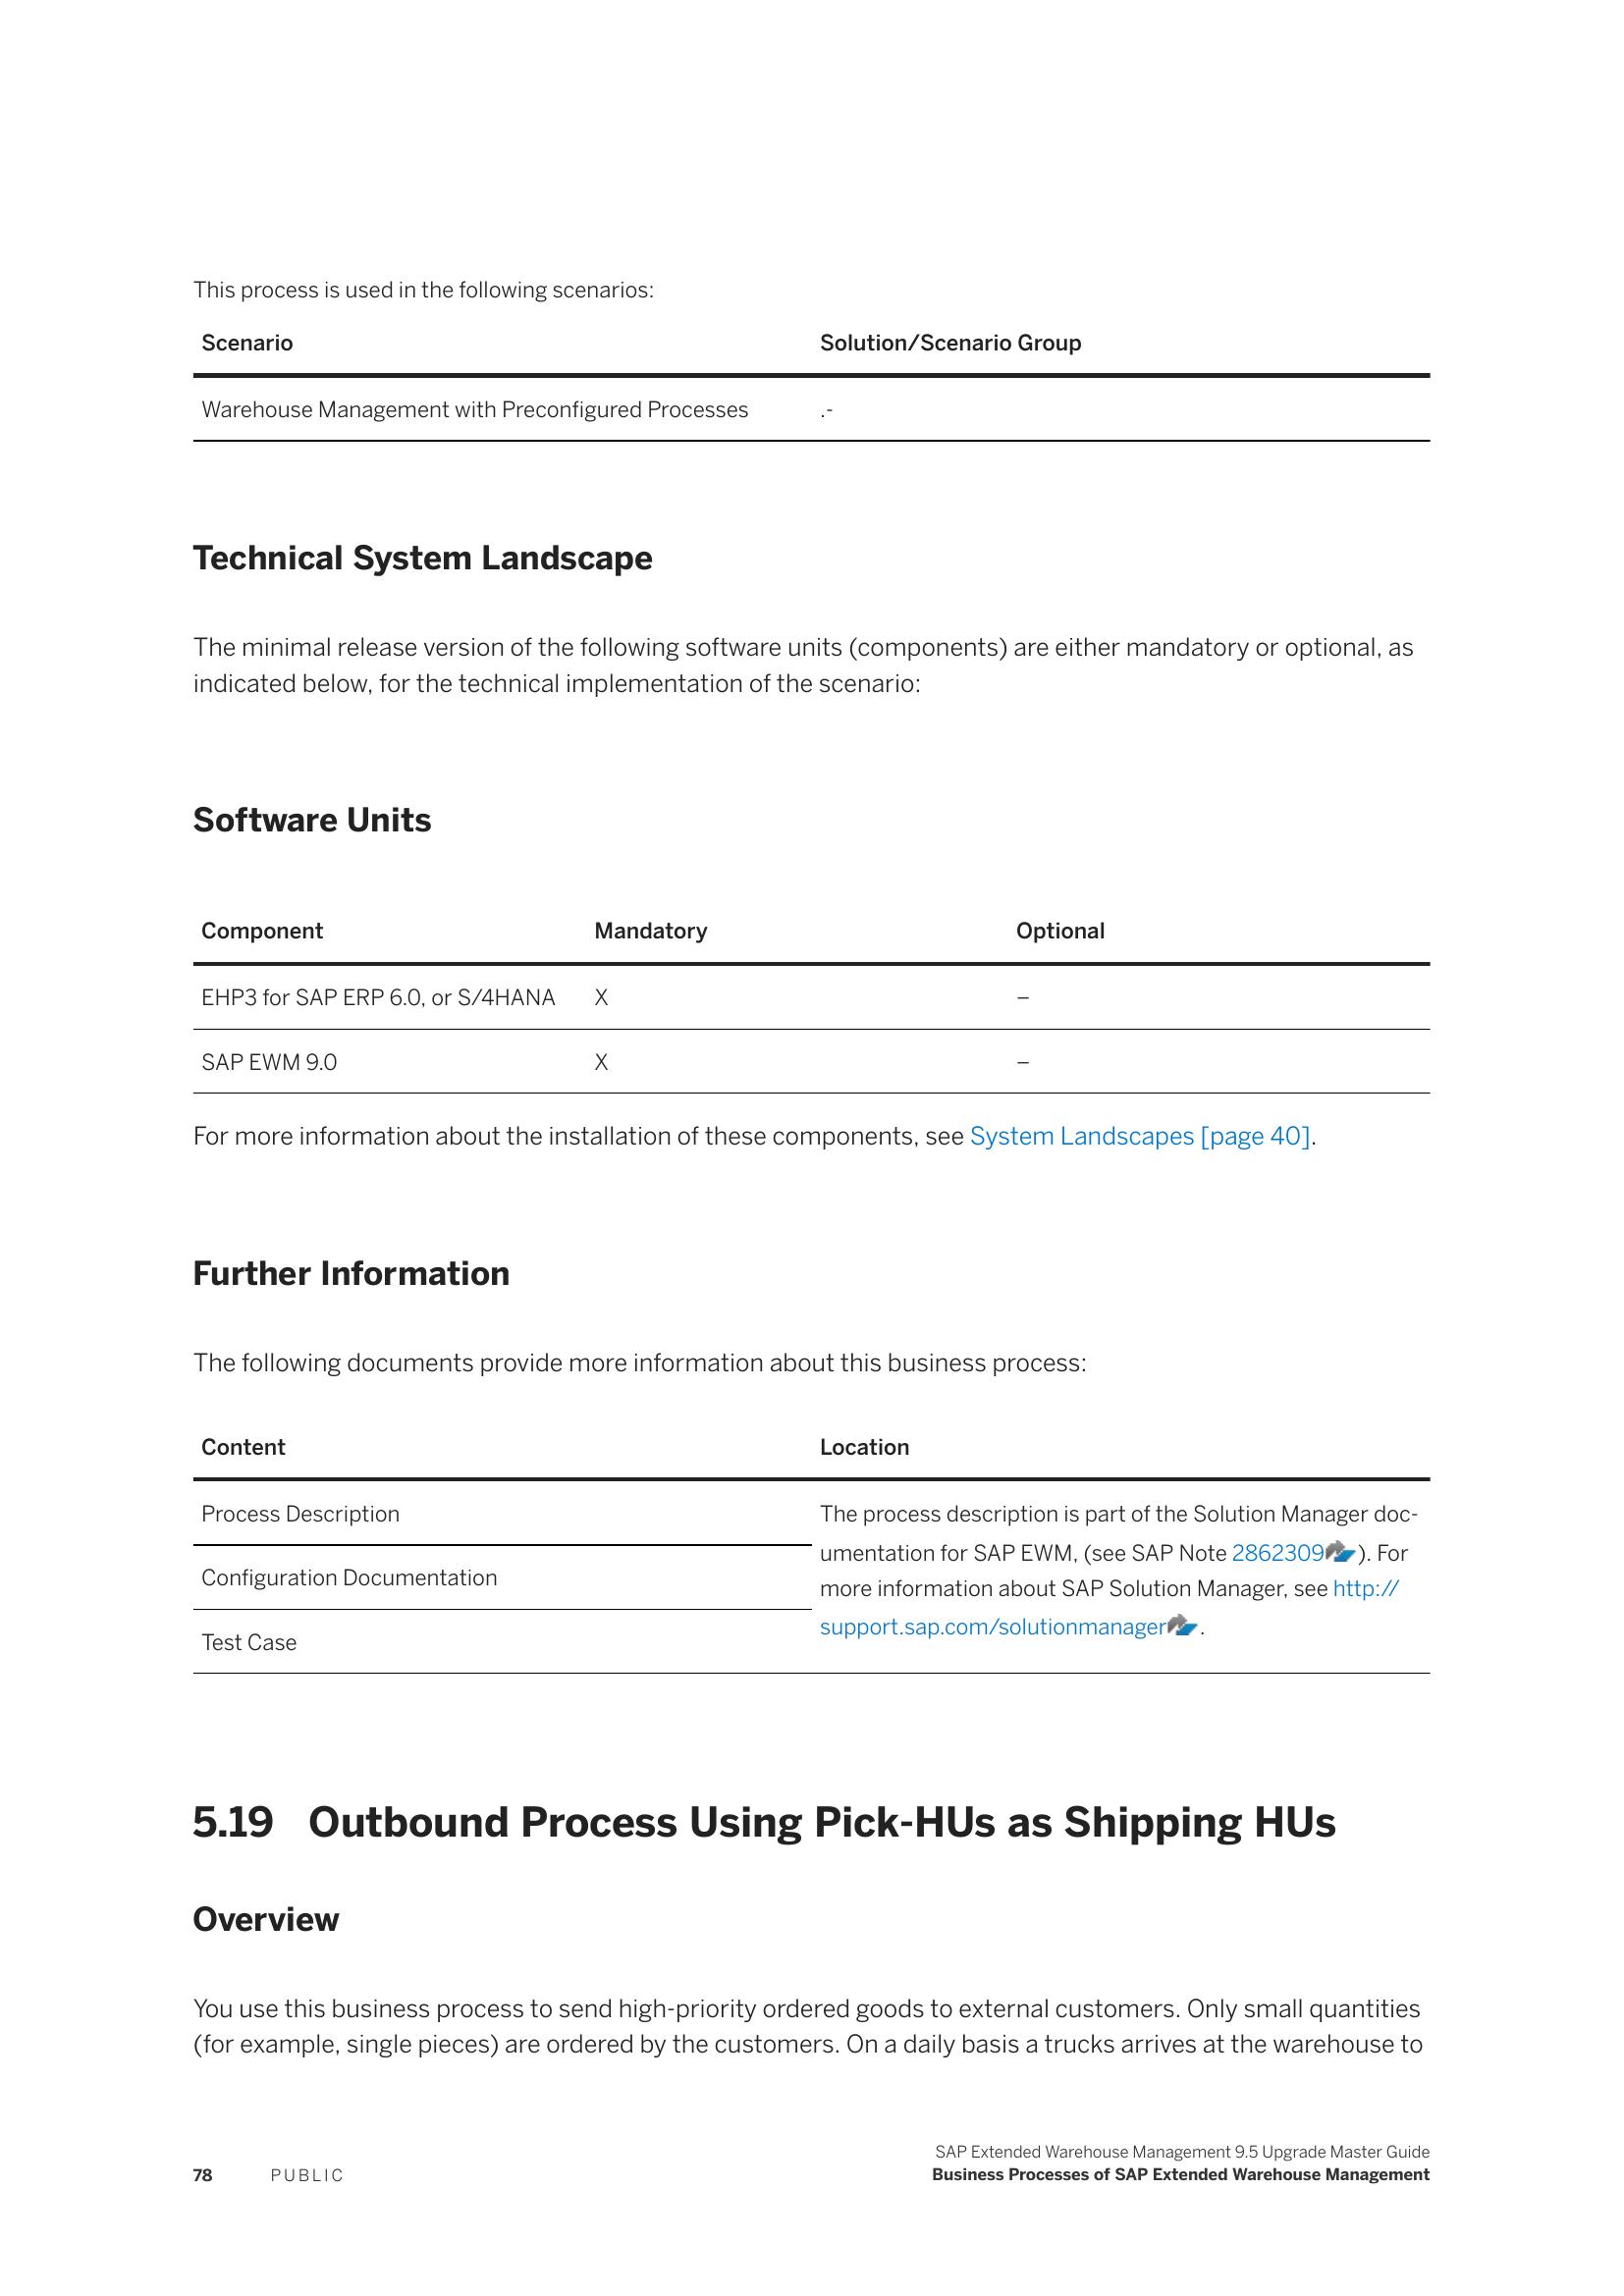 This process is used in the following scenarios:
Scenario Solution/Scenario Group
Warehouse Management with Preconfigured Processes .-
Technical System Landscape
The minimal release version of the following software units (components) are either mandatory or optional, as
indicated below, for the technical implementation of the scenario:
Software Units
Component Mandatory Optional
EHP3 for SAP ERP 6.0, or S/4HANA X –
SAP EWM 9.0 X –
For more information about the installation of these components, see System Landscapes [page 40].
Further Information
The following documents provide more information about this business process:
Content Location
Process Description
Configuration Documentation
Test Case
The process description is part of the Solution Manager doc-
umentation for SAP EWM, (see SAP Note 2862309). For
more information about SAP Solution Manager, see http://
support.sap.com/solutionmanager.
5.19 Outbound Process Using Pick-HUs as Shipping HUs
Overview
You use this business process to send high-priority ordered goods to external customers. Only small quantities
(for example, single pieces) are ordered by the customers. On a daily basis a trucks arrives at the warehouse to
SAP Extended Warehouse Management 9.5 Upgrade Master Guide
78 PUBLIC Business Processes of SAP Extended Warehouse Management